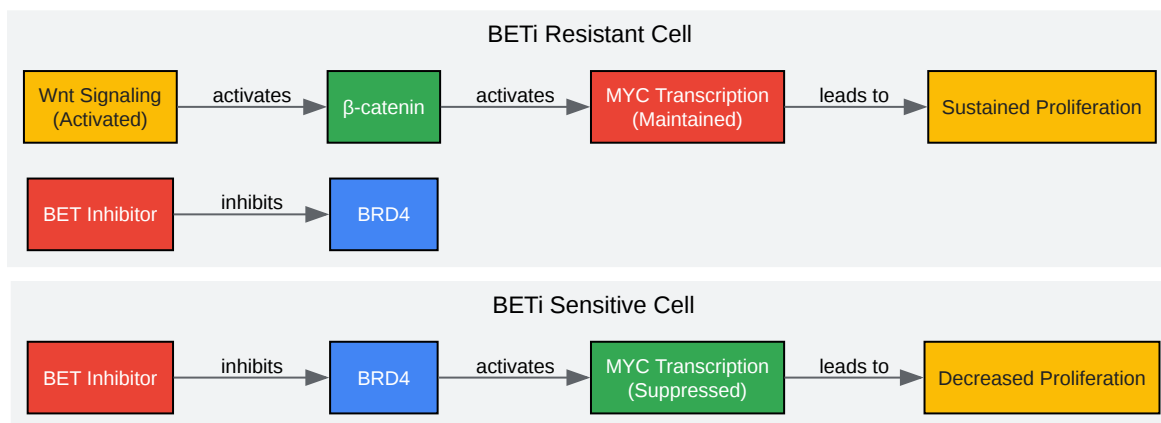 BETi Resistant Cell
Wnt Signaling
(Activated)
activates
β-catenin
activates
MYC Transcription
(Maintained)
leads to
Sustained Proliferation
BET Inhibitor
inhibits
BRD4
BETi Sensitive Cell
BET Inhibitor
inhibits
BRD4
activates
MYC Transcription
(Suppressed)
leads to
Decreased Proliferation